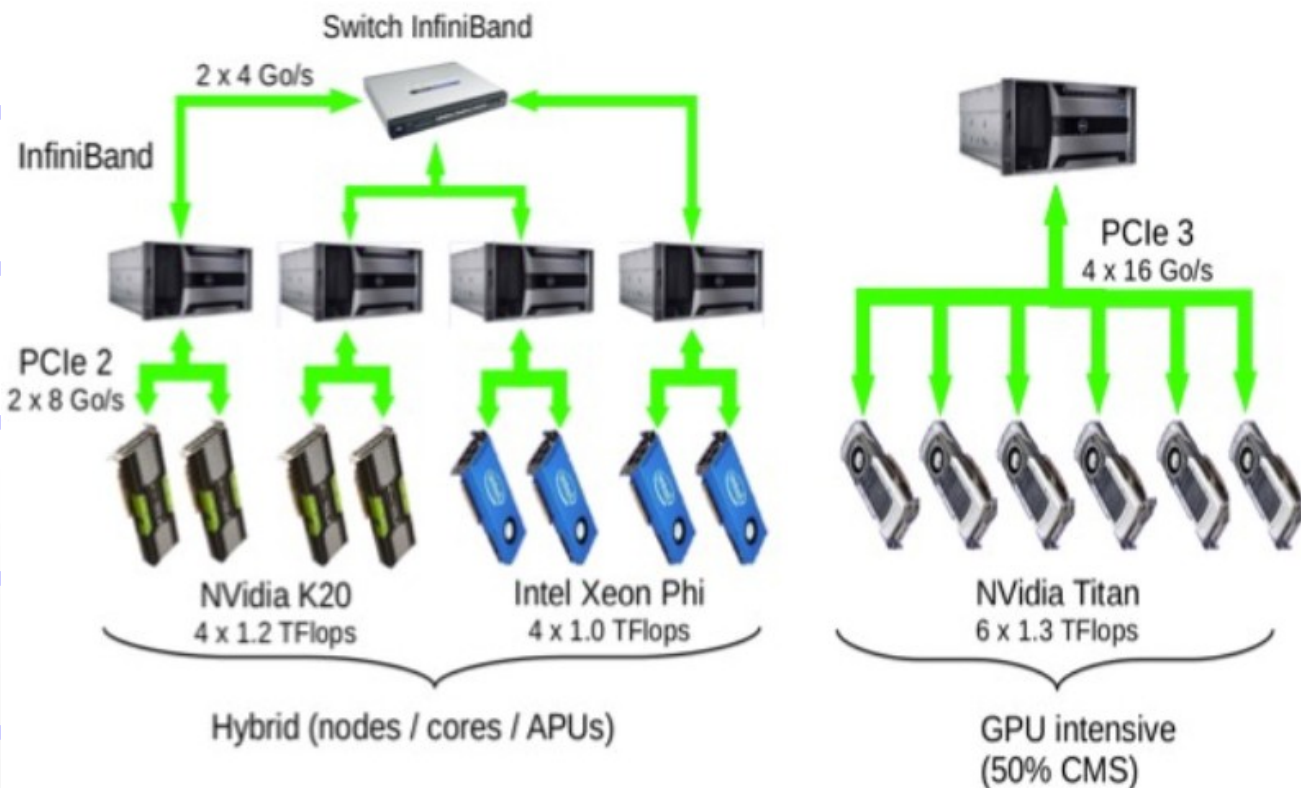 Switch InfiniBand
2 x 4 Go/s
InfiniBand
PCIe 3
4 x 16 Go/s
PCIe 2
2 x 8 Go/s
NVidia K20
4 x 1.2 TFlops
Intel Xeon Phi
4 x 1.0 TFlops
NVidia Titan
6 x 1.3 TFlops
Hybrid (nodes / cores / APUs)
GPU intensive
(50% CMS)